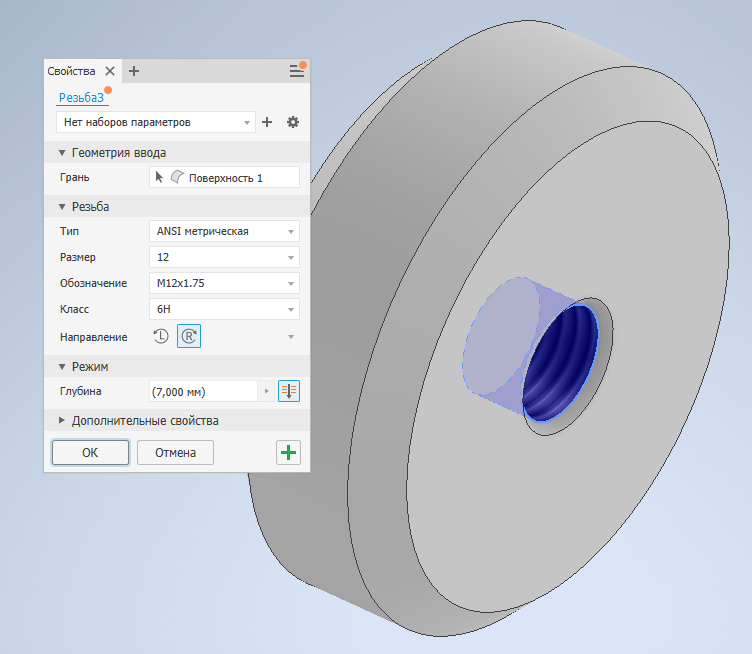 Свойства
Резьба3
Нет наборов параметров
Геометрия ввода
Грань Поверхность 1
Резьба
Тип ANSI метрическая
Размер 12
Обозначение M12x1.75
Класс 6H
Направление L R
Режим
Глубина (7,000 мм)
Дополнительные свойства
ОК Отмена